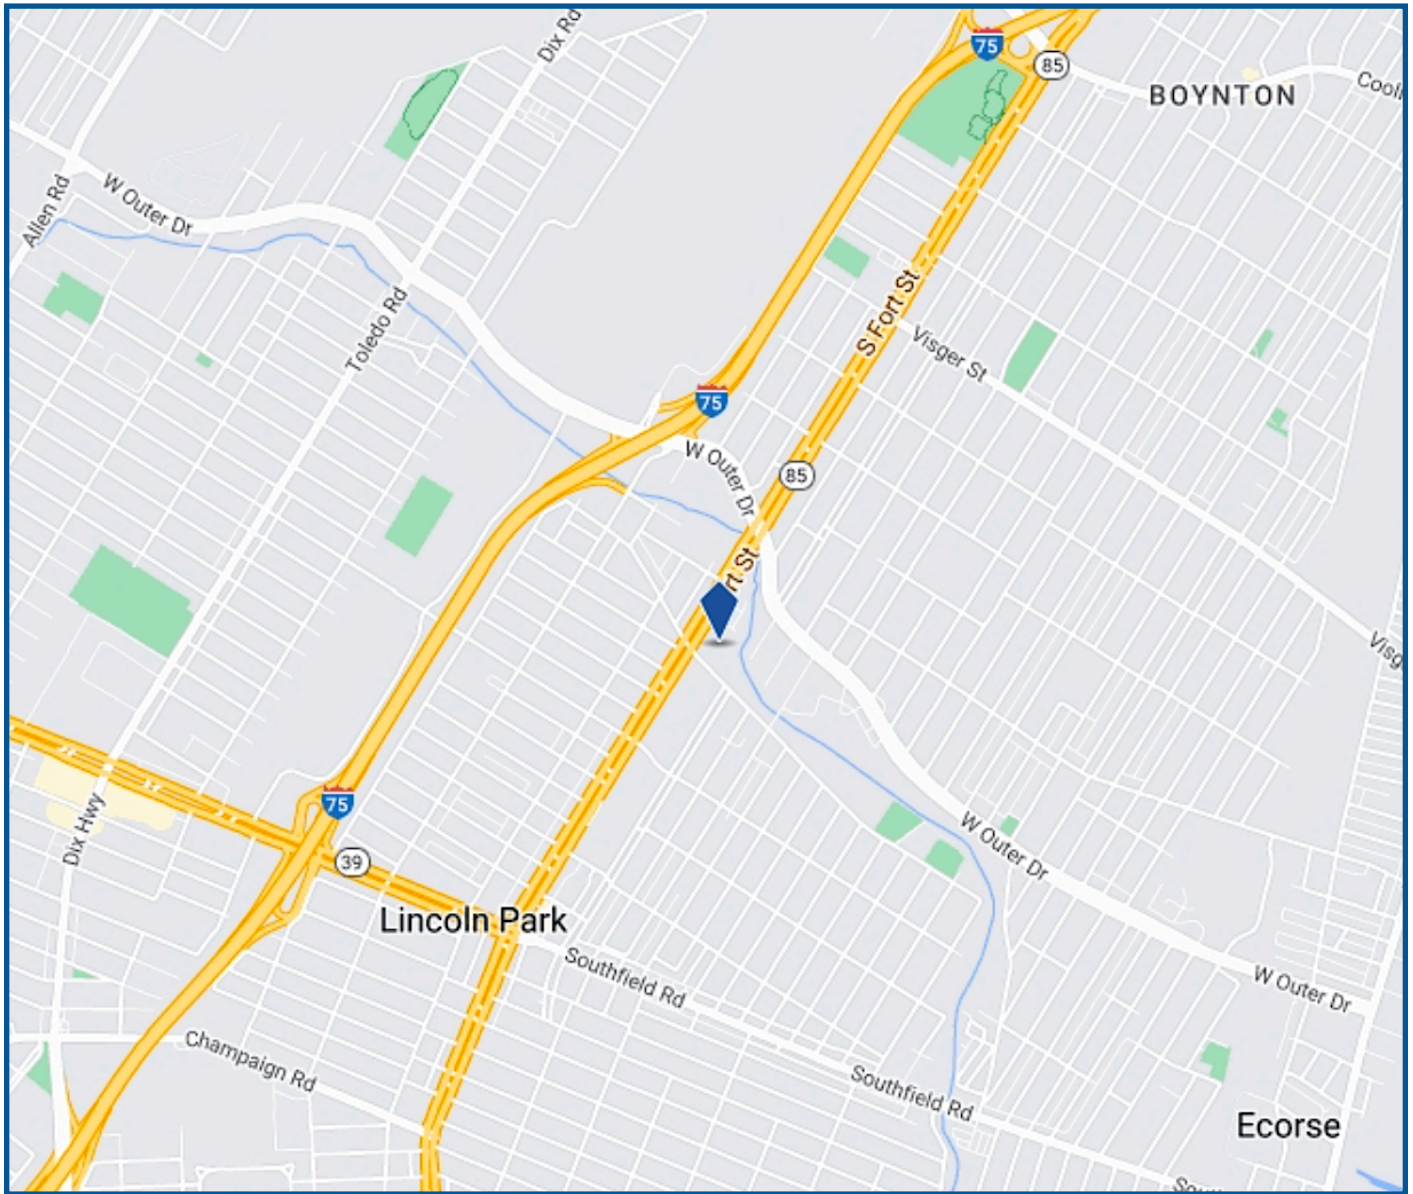 Dix Rd
75
85
BOYNTON
W Outer Dr
Allen Rd
S Fort St
Toledo Rd
Visger St
75
W Outer Dr
85
rt St
75
Dix Hwy
39
W Outer Dr
Lincoln Park
Southfield Rd
W Outer Dr
Champaign Rd
Southfield Rd
Ecorse